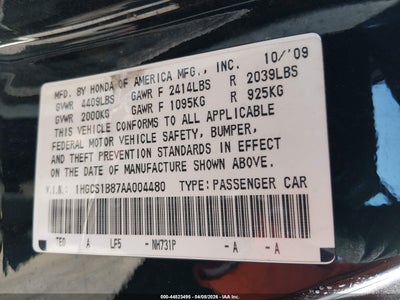 MFD. BY HONDA OF AMERICA MFG., INC. 10/'09
GVWR 4409LBS GAWR F 2414LBS R 2039LBS
GVWR 2000KG GAWR F 1095KG R 925KG
THIS VEHICLE CONFORMS TO ALL APPLICABLE
FEDERAL MOTOR VEHICLE SAFETY, BUMPER,
AND THEFT PREVENTION STANDARDS IN EFFECT
ON THE DATE OF MANUFACTURE SHOWN ABOVE.
V.I.N.: 1HGCS1B87AA004480 TYPE: PASSENGER CAR
TE0 A LF5 - NH731P -A -A
© IAA 44823495 - 04/09/2026 - IAA